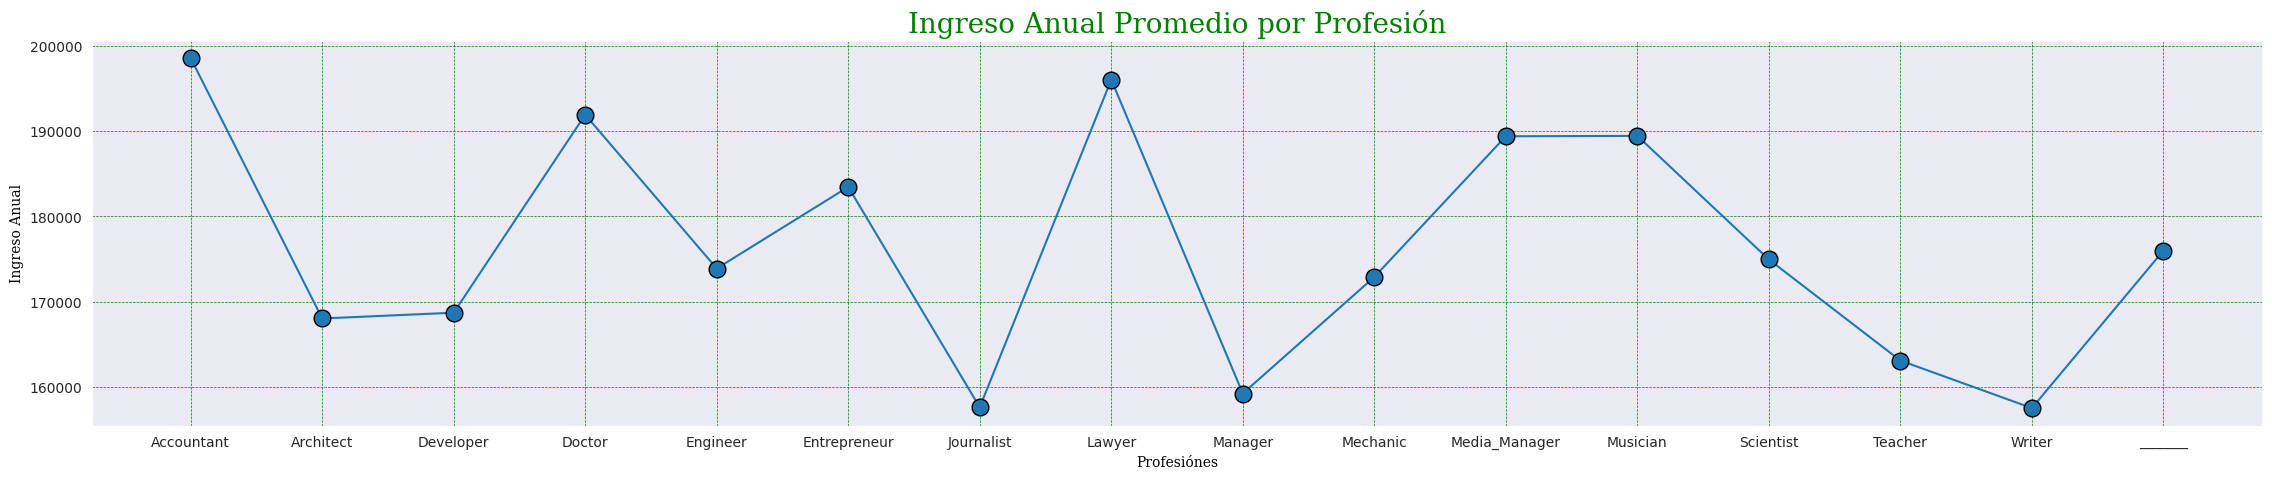 Ingreso Anual Promedio por Profesión
200000
190000
180000
170000
160000
Ingreso Anual
Accountant Architect Developer Doctor Engineer Entrepreneur Journalist Lawyer Manager Mechanic Media_Manager Musician Scientist Teacher Writer _______
Profesiónes